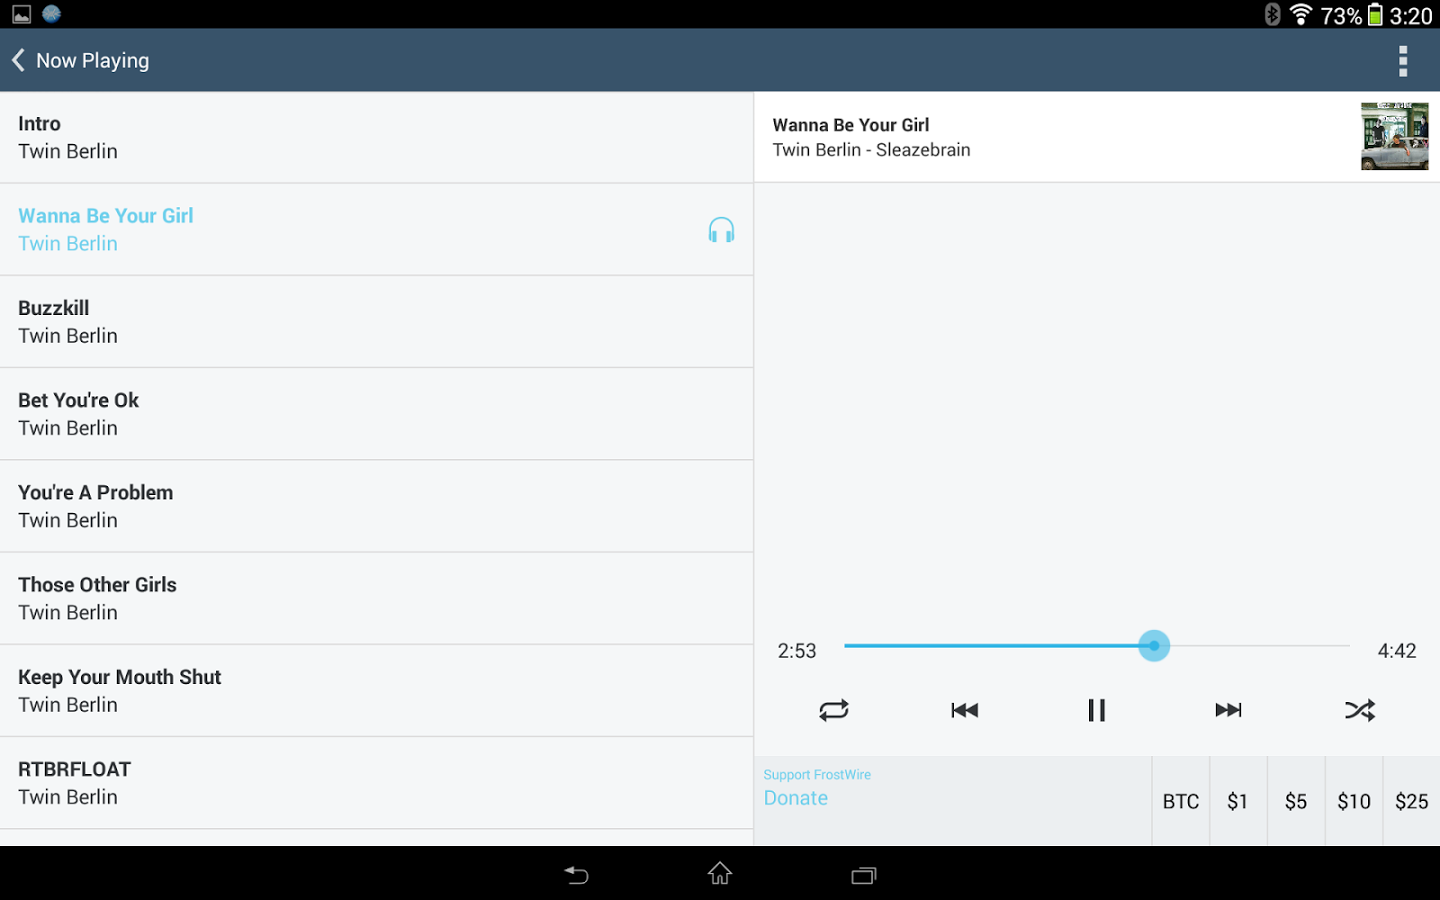 73% 3:20
Now Playing
Intro
Twin Berlin
Wanna Be Your Girl
Twin Berlin
Buzzkill
Twin Berlin
Bet You're Ok
Twin Berlin
You're A Problem
Twin Berlin
Those Other Girls
Twin Berlin
Keep Your Mouth Shut
Twin Berlin
RTBRFLOAT
Twin Berlin
Wanna Be Your Girl
Twin Berlin - Sleazebrain
2:53 4:42
Support FrostWire
Donate
BTC $1 $5 $10 $25